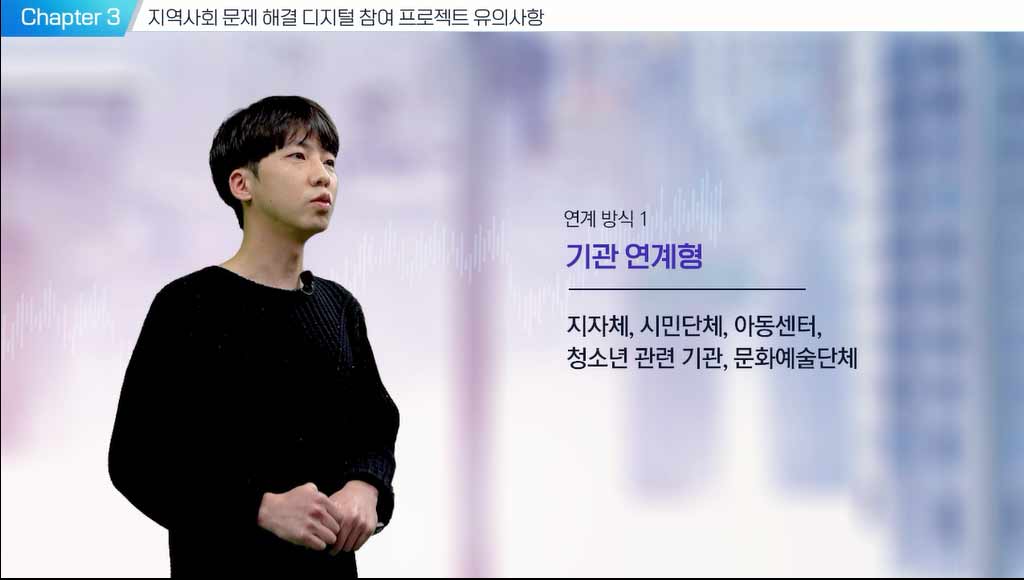 Chapter 3
지역사회 문제 해결 디지털 참여 프로젝트 유의사항
연계 방식 1
기관 연계형
지자체, 시민단체, 아동센터,
청소년 관련 기관, 문화예술단체